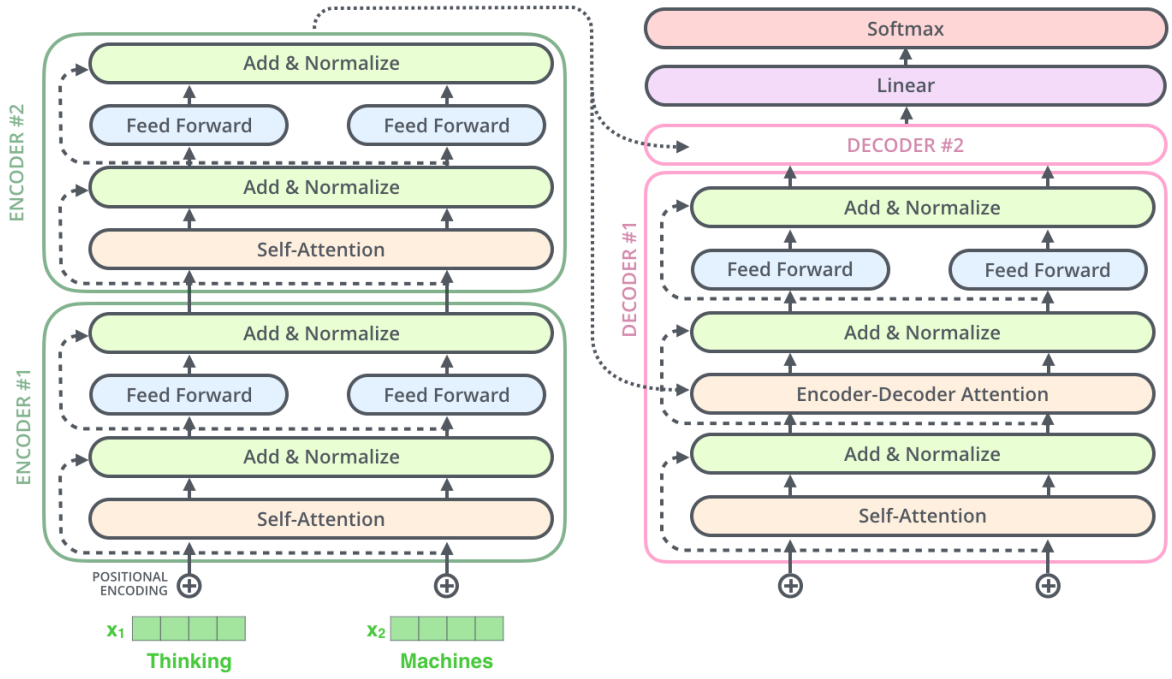 ENCODER #2
Add & Normalize
Feed Forward
Feed Forward
Add & Normalize
Self-Attention
ENCODER #1
Add & Normalize
Feed Forward
Feed Forward
Add & Normalize
Self-Attention
POSITIONAL
ENCODING
x₁
x₂
Thinking
Machines
Softmax
Linear
DECODER #2
DECODER #1
Add & Normalize
Feed Forward
Feed Forward
Add & Normalize
Encoder-Decoder Attention
Add & Normalize
Self-Attention